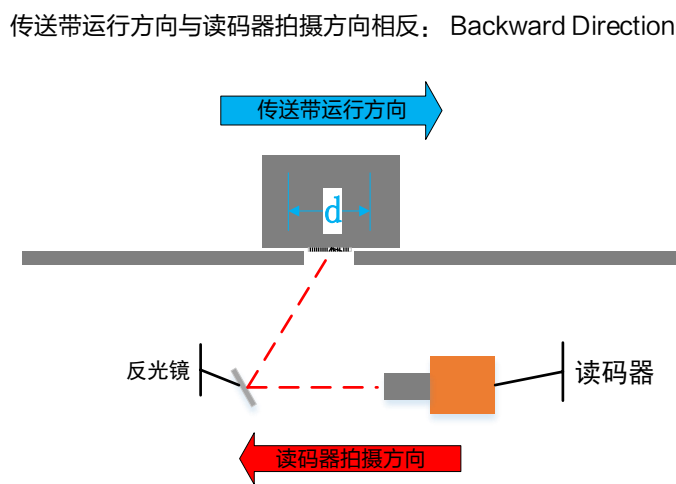 传送带运行方向与读码器拍摄方向相反： Backward Direction
传送带运行方向
d
反光镜
读码器
读码器拍摄方向